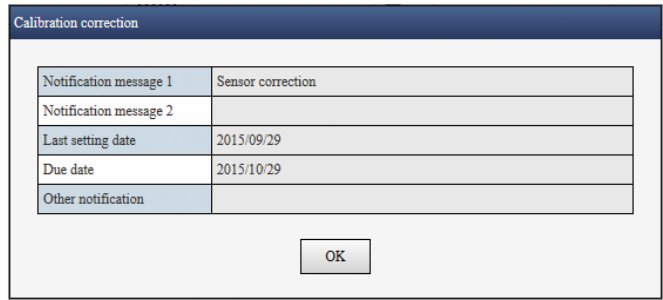 Calibration correction
Notification message 1 Sensor correction
Notification message 2
Last setting date 2015/09/29
Due date 2015/10/29
Other notification
OK